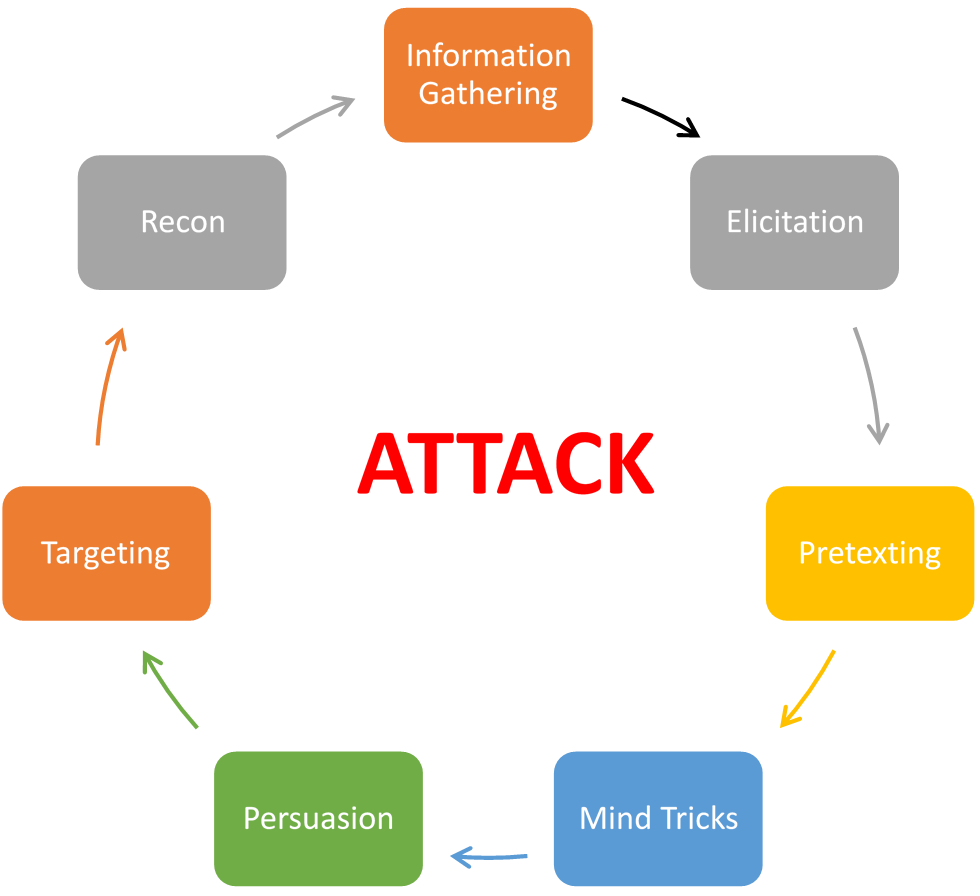 Information
Gathering
Recon
Elicitation
ATTACK
Targeting
Pretexting
Persuasion
Mind Tricks